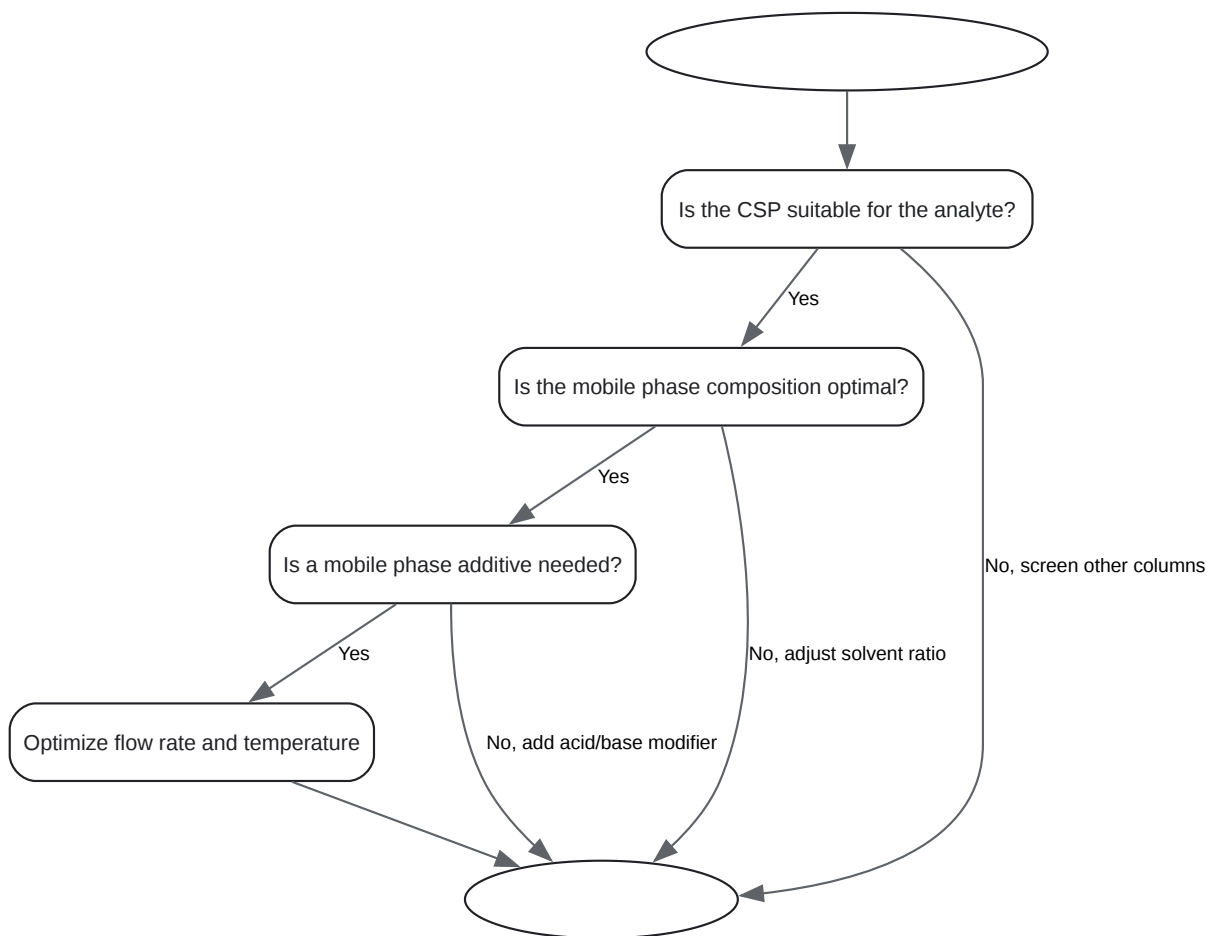 Is the CSP suitable for the analyte?
Yes
Is the mobile phase composition optimal?
Yes
Is a mobile phase additive needed?
No, screen other columns
Yes
No, adjust solvent ratio
Optimize flow rate and temperature
No, add acid/base modifier